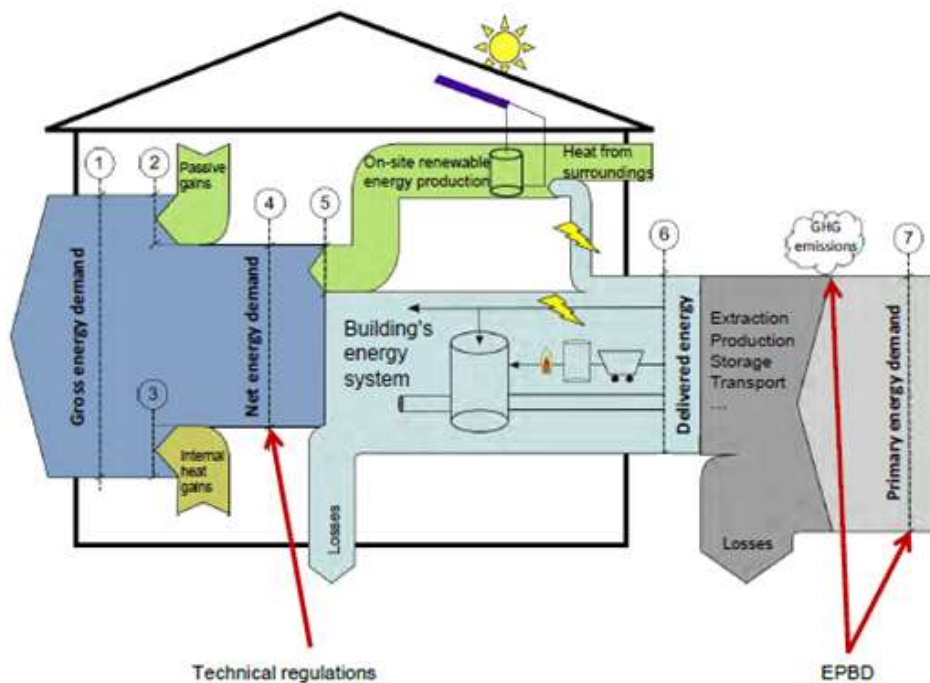 1
2
Passive
gains
On-site renewable
energy production
Heat from
surroundings
4
5
6
GHG
emissions
7
Gross energy demand
Net energy demand
Building's
energy
system
Delivered energy
Extraction
Production
Storage
Transport
...
Primary energy demand
3
Internal
heat
gains
Losses
Losses
Technical regulations
EPBD